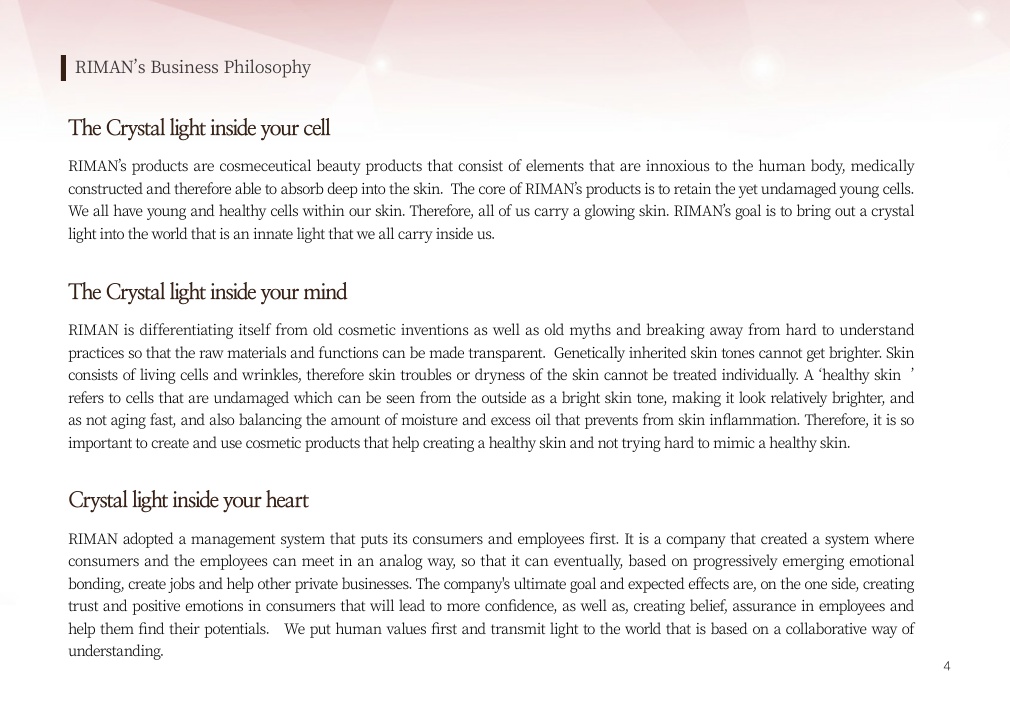 RIMAN’s Business Philosophy
The Crystal light inside your cell
RIMAN’s products are cosmeceutical beauty products that consist of elements that are innoxious to the human body, medically
constructed and therefore able to absorb deep into the skin.  The core of RIMAN’s products is to retain the yet undamaged young cells.
We all have young and healthy cells within our skin. Therefore, all of us carry a glowing skin. RIMAN’s goal is to bring out a crystal
light into the world that is an innate light that we all carry inside us.
The Crystal light inside your mind
RIMAN is differentiating itself from old cosmetic inventions as well as old myths and breaking away from hard to understand
practices so that the raw materials and functions can be made transparent.  Genetically inherited skin tones cannot get brighter. Skin
consists of living cells and wrinkles, therefore skin troubles or dryness of the skin cannot be treated individually. A ‘healthy skin  ’
refers to cells that are undamaged which can be seen from the outside as a bright skin tone, making it look relatively brighter, and
as not aging fast, and also balancing the amount of moisture and excess oil that prevents from skin inflammation. Therefore, it is so
important to create and use cosmetic products that help creating a healthy skin and not trying hard to mimic a healthy skin.
Crystal light inside your heart
RIMAN adopted a management system that puts its consumers and employees first. It is a company that created a system where
consumers and the employees can meet in an analog way, so that it can eventually, based on progressively emerging emotional
bonding, create jobs and help other private businesses. The company's ultimate goal and expected effects are, on the one side, creating
trust and positive emotions in consumers that will lead to more confidence, as well as, creating belief, assurance in employees and
help them find their potentials.   We put human values first and transmit light to the world that is based on a collaborative way of
understanding.
4